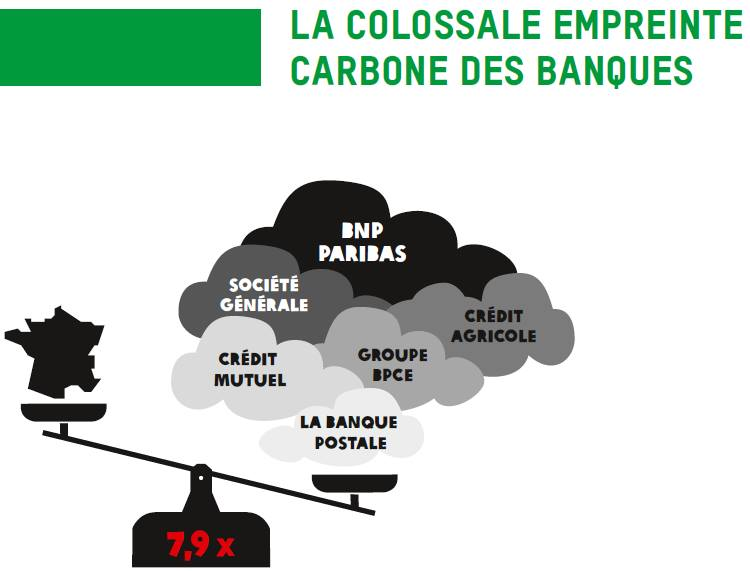 LA COLOSSALE EMPREINTE
CARBONE DES BANQUES
BNP
PARIBAS
SOCIÉTÉ
GÉNÉRALE
CRÉDIT
AGRICOLE
CRÉDIT
MUTUEL
GROUPE
BPCE
LA BANQUE
POSTALE
7,9 x